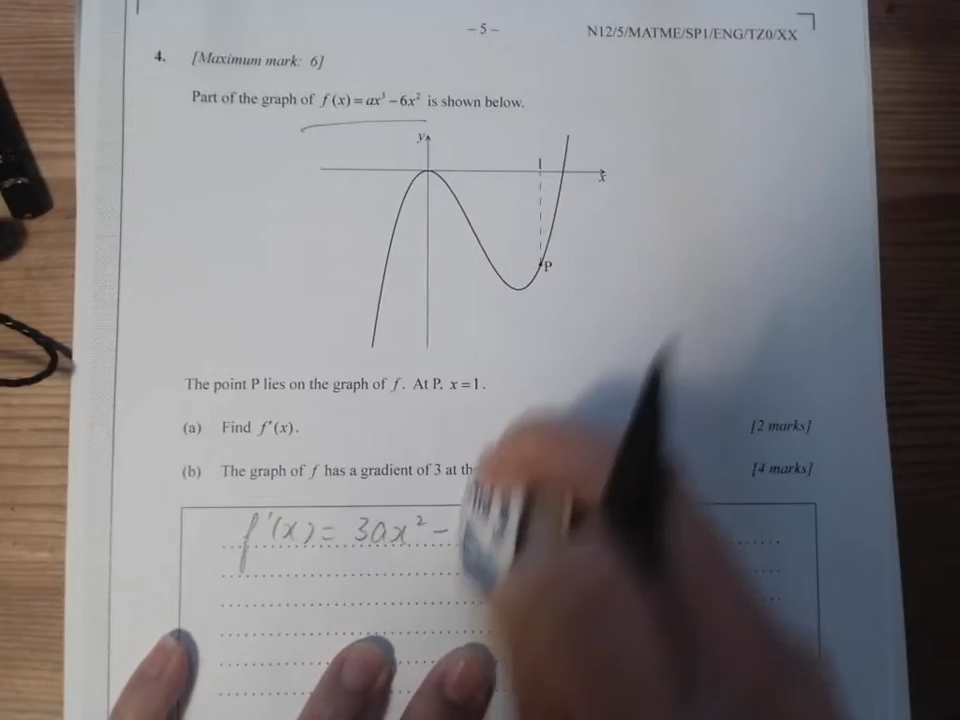 – 5 –
N12/5/MATME/SP1/ENG/TZ0/XX
4. [Maximum mark: 6]
Part of the graph of f(x) = ax³ – 6x² is shown below.
y
1
x
P
The point P lies on the graph of f. At P, x = 1.
(a) Find f′(x). [2 marks]
(b) The graph of f has a gradient of 3 at [4 marks]
f'(x) = 3ax² –